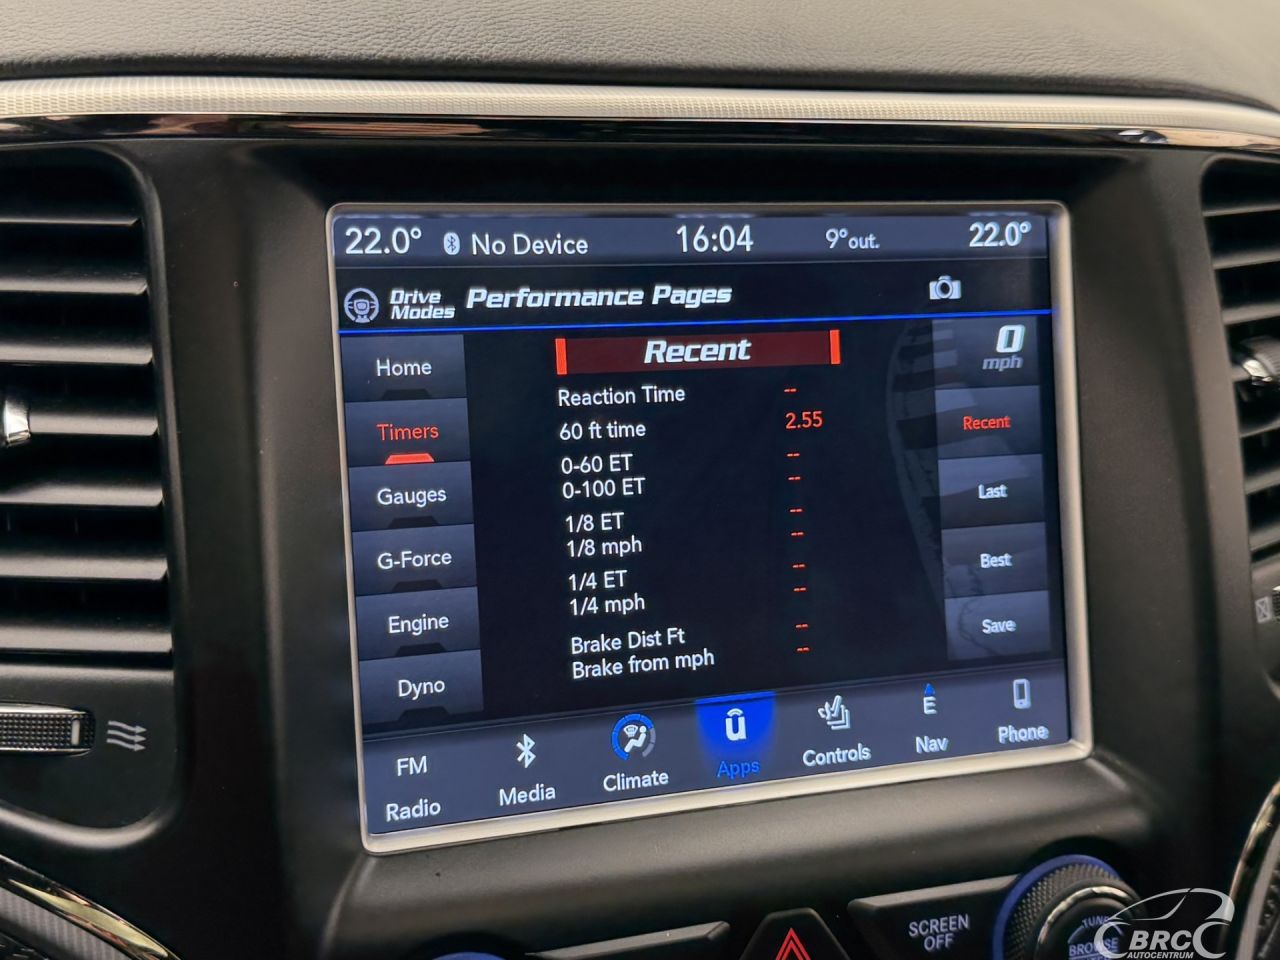 22.0° No Device 16:04 9°out. 22.0°
Drive
Modes
Performance Pages
Home
Timers
Gauges
G-Force
Engine
Dyno
Recent
Reaction Time --
60 ft time 2.55
0-60 ET --
0-100 ET --
1/8 ET --
1/8 mph --
1/4 ET --
1/4 mph --
Brake Dist Ft --
Brake from mph --
0
mph
Recent
Last
Best
Save
FM
Radio
Media
Climate
Apps
Controls
E
Nav
Phone
SCREEN
OFF
TUNE
BROWSE
BRC
AUTOCENTRUM